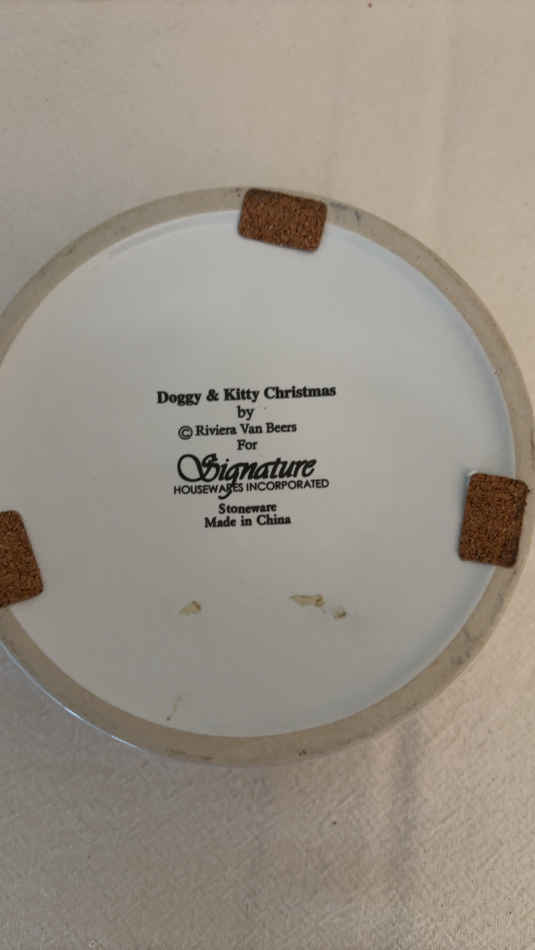 Doggy & Kitty Christmas
by
© Riviera Van Beers
For
Signature
HOUSEWARES INCORPORATED
Stoneware
Made in China